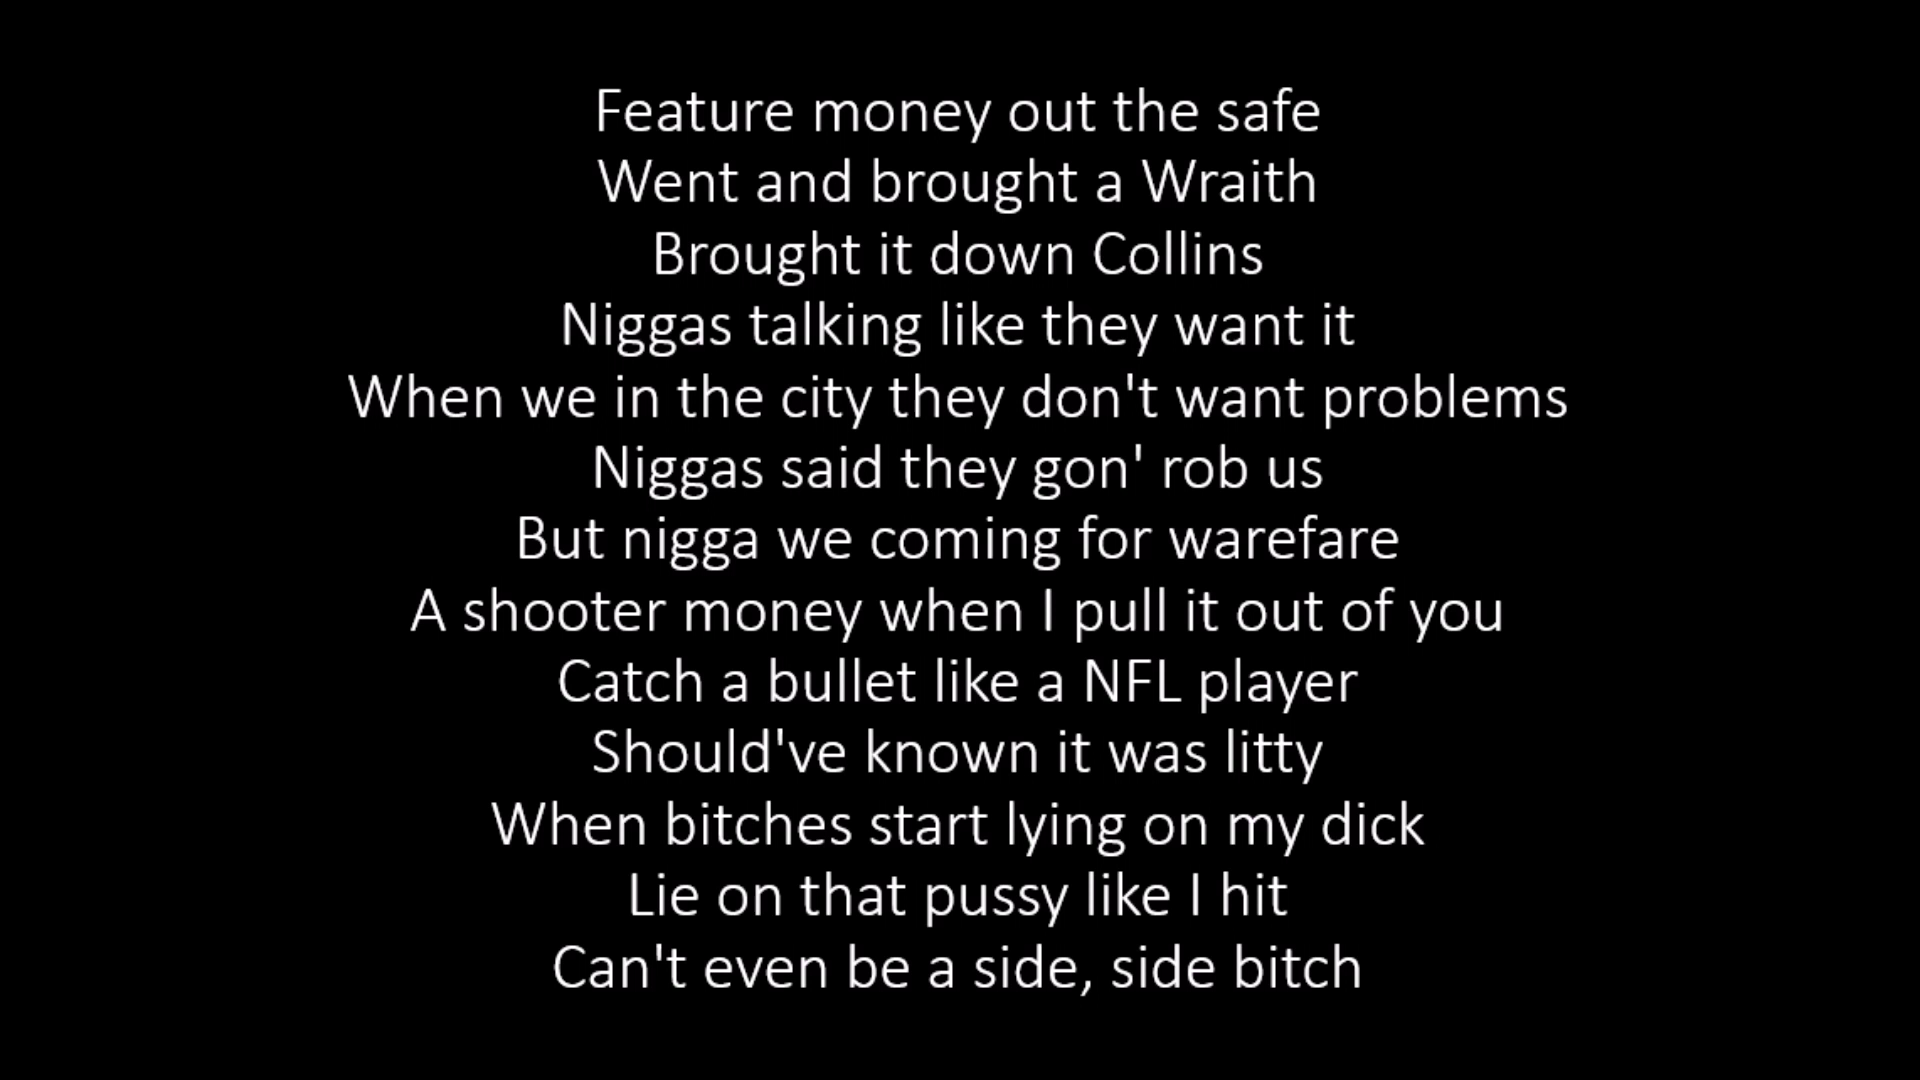 Feature money out the safe
Went and brought a Wraith
Brought it down Collins
Niggas talking like they want it
When we in the city they don't want problems
Niggas said they gon' rob us
But nigga we coming for warefare
A shooter money when I pull it out of you
Catch a bullet like a NFL player
Should've known it was litty
When bitches start lying on my dick
Lie on that pussy like I hit
Can't even be a side, side bitch